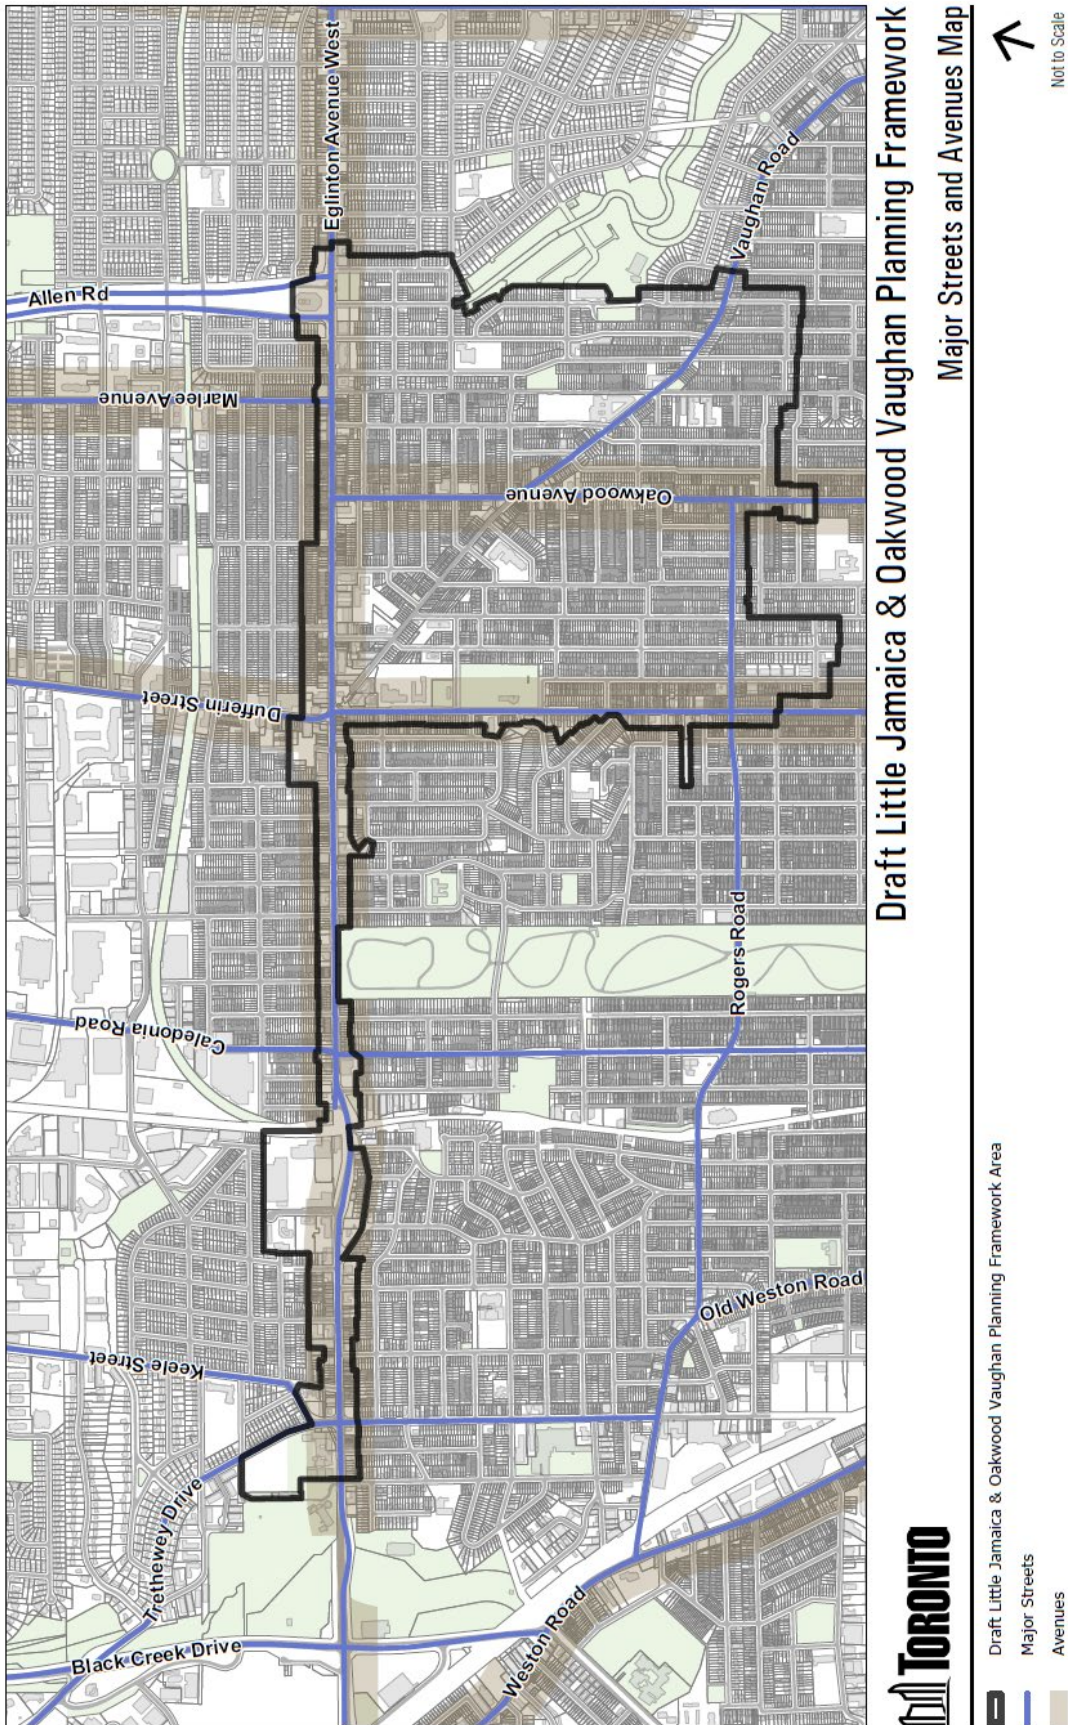 Draft Little Jamaica & Oakwood Vaughan Planning Framework
Major Streets and Avenues Map
Not to Scale
Allen Rd
Marlee Avenue
Dufferin Street
Caledonia Road
Keele Street
Trethewey Drive
Black Creek Drive
Eglinton Avenue West
Vaughan Road
Oakwood Avenue
Rogers Road
Old Weston Road
Weston Road
TORONTO
Draft Little Jamaica & Oakwood Vaughan Planning Framework Area
Major Streets
Avenues